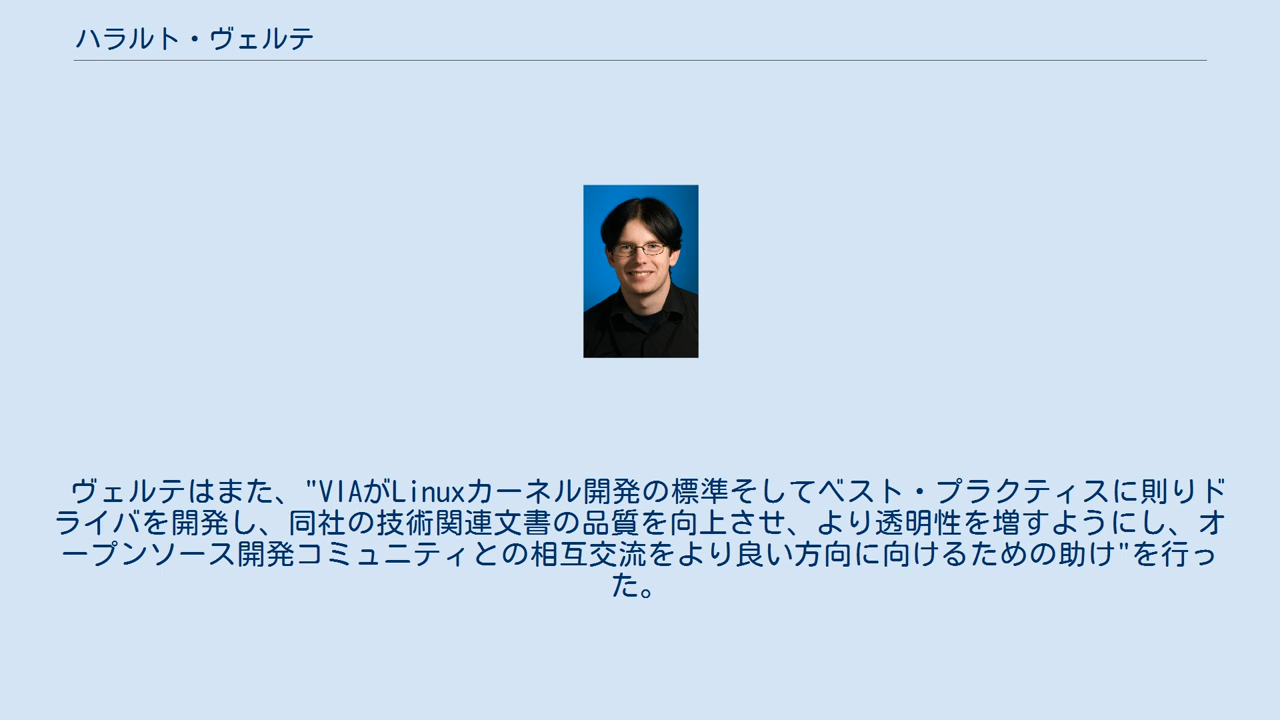 ハラルト・ヴェルテ
ヴェルテはまた、"VIAがLinuxカーネル開発の標準そしてベスト・プラクティスに則りド
ライバを開発し、同社の技術関連文書の品質を向上させ、より透明性を増すようにし、オ
ープンソース開発コミュニティとの相互交流をより良い方向に向けるための助け"を行っ
た。